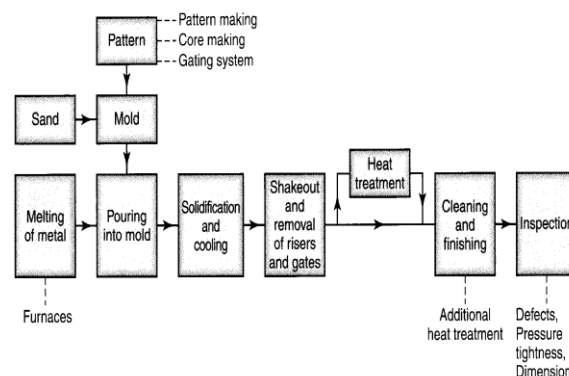 Pattern
Pattern making
Core making
Gating system
Sand
Mold
Melting
of metal
Pouring
into mold
Solidification
and
cooling
Shakeout
and
removal
of risers
and gates
Heat
treatment
Cleaning
and
finishing
Inspection
Furnaces
Additional
heat treatment
Defects,
Pressure
tightness,
Dimension